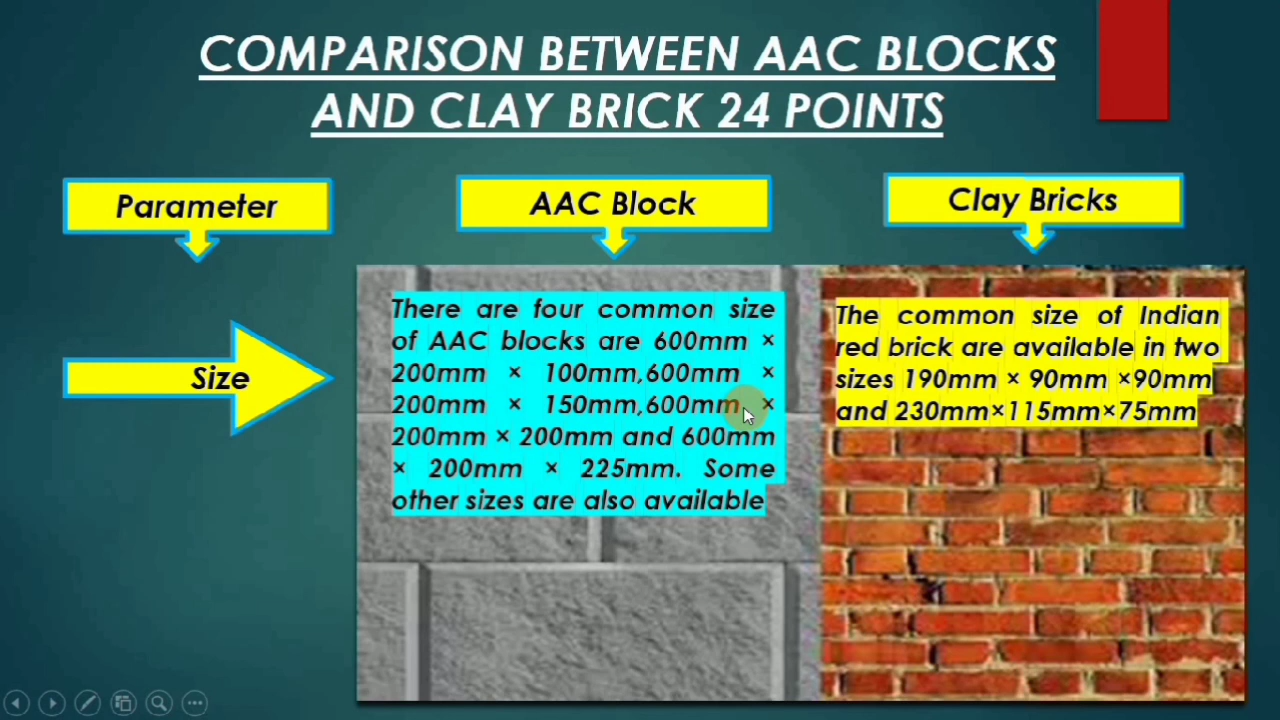 COMPARISON BETWEEN AAC BLOCKS
AND CLAY BRICK 24 POINTS
Parameter
AAC Block
Clay Bricks
Size
There are four common size
of AAC blocks are 600mm ×
200mm × 100mm,600mm ×
200mm × 150mm,600mm ×
200mm × 200mm and 600mm
× 200mm × 225mm. Some
other sizes are also available
The common size of Indian
red brick are available in two
sizes 190mm × 90mm ×90mm
and 230mm×115mm×75mm